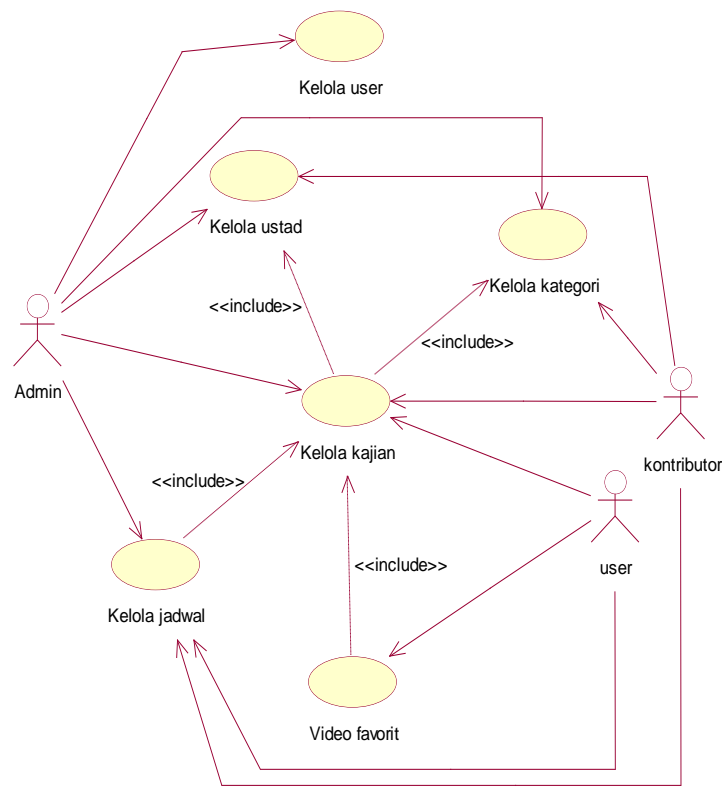 Kelola user
Kelola ustad
Kelola kategori
<<include>>
<<include>>
Admin
Kelola kajian
kontributor
<<include>>
<<include>>
user
Kelola jadwal
Video favorit